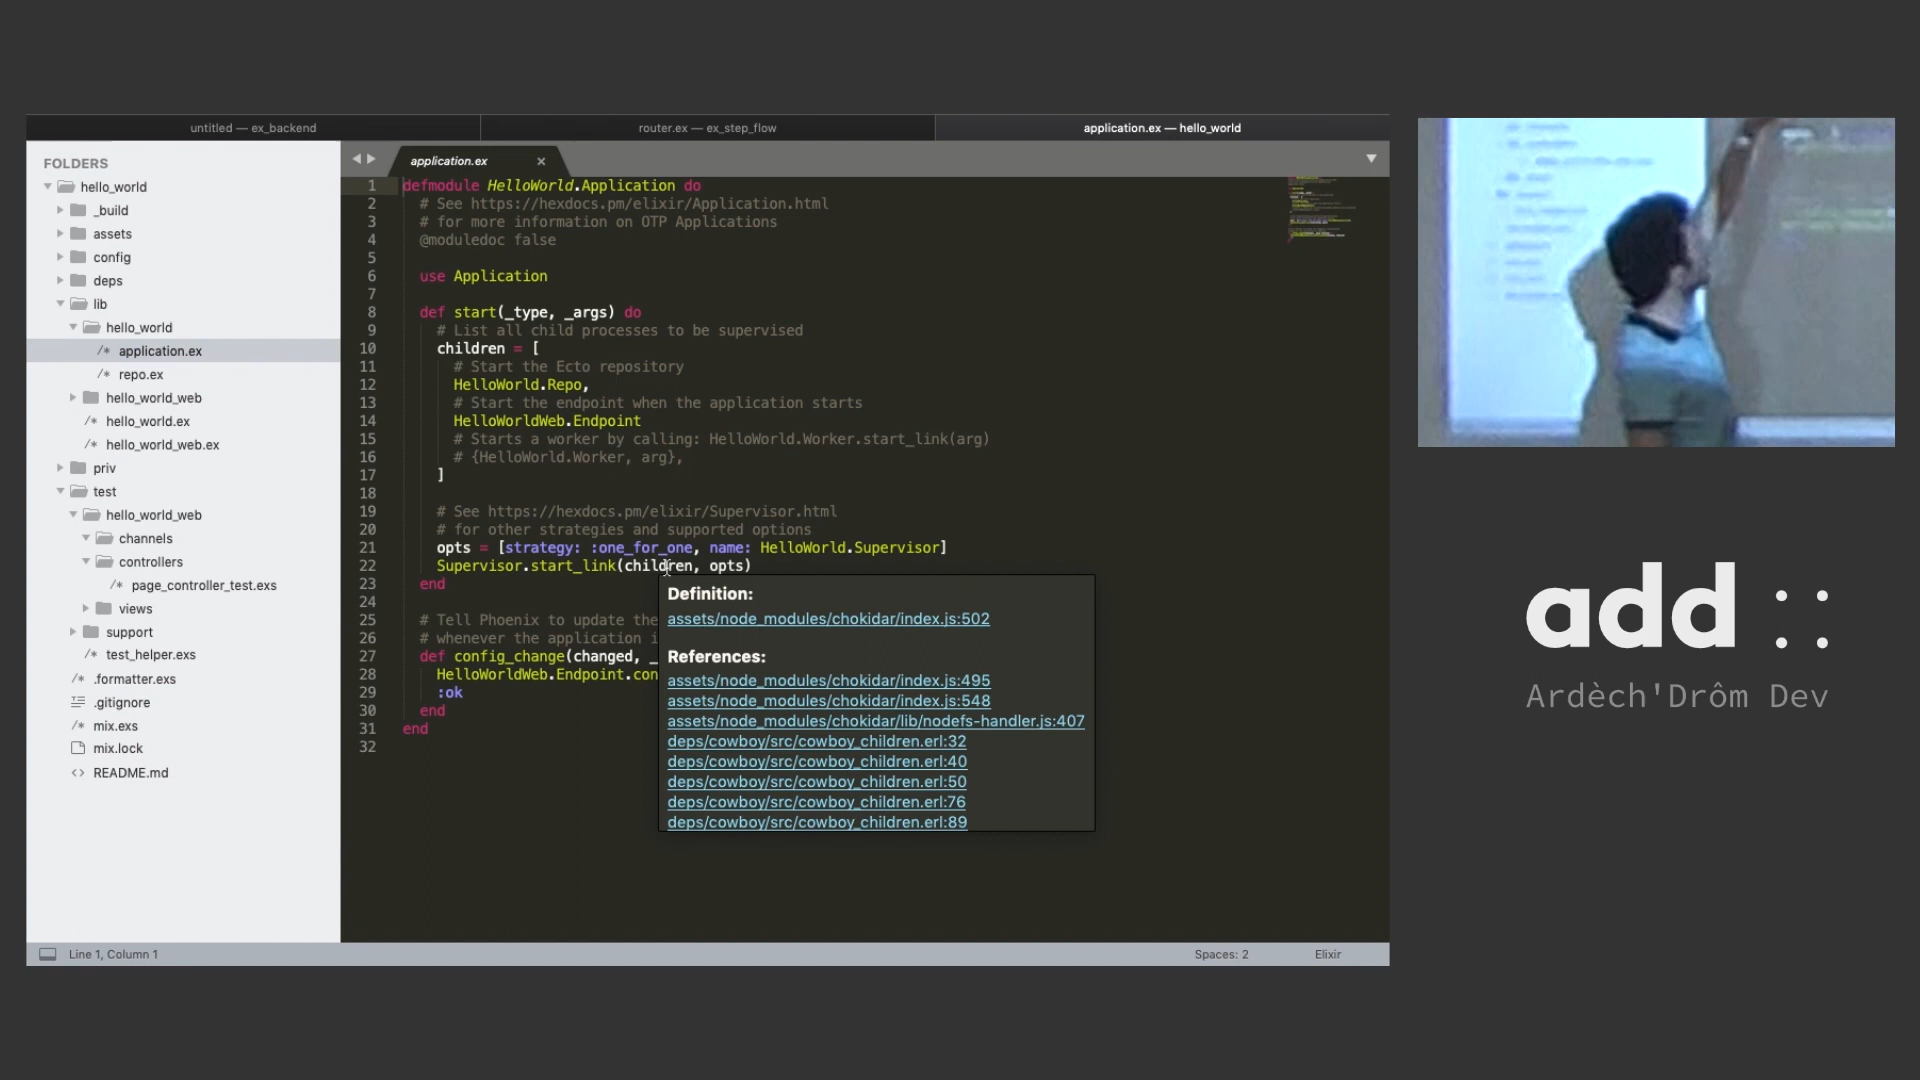 untitled — ex_backend
router.ex — ex_step_flow
application.ex — hello_world
FOLDERS
hello_world
_build
assets
config
deps
lib
hello_world
/* application.ex
/* repo.ex
hello_world_web
/* hello_world.ex
/* hello_world_web.ex
priv
test
hello_world_web
channels
controllers
/* page_controller_test.exs
views
support
/* test_helper.exs
/* .formatter.exs
.gitignore
/* mix.exs
mix.lock
<> README.md
application.ex ×
1 defmodule HelloWorld.Application do
2 # See https://hexdocs.pm/elixir/Application.html
3 # for more information on OTP Applications
4 @moduledoc false
5
6 use Application
7
8 def start(_type, _args) do
9 # List all child processes to be supervised
10 children = [
11 # Start the Ecto repository
12 HelloWorld.Repo,
13 # Start the endpoint when the application starts
14 HelloWorldWeb.Endpoint
15 # Starts a worker by calling: HelloWorld.Worker.start_link(arg)
16 # {HelloWorld.Worker, arg},
17 ]
18
19 # See https://hexdocs.pm/elixir/Supervisor.html
20 # for other strategies and supported options
21 opts = [strategy: :one_for_one, name: HelloWorld.Supervisor]
22 Supervisor.start_link(children, opts)
23 end
24
25 # Tell Phoenix to update the
26 # whenever the application i
27 def config_change(changed, _
28 HelloWorldWeb.Endpoint.con
29 :ok
30 end
31 end
32
Definition:
assets/node_modules/chokidar/index.js:502
References:
assets/node_modules/chokidar/index.js:495
assets/node_modules/chokidar/index.js:548
assets/node_modules/chokidar/lib/nodefs-handler.js:407
deps/cowboy/src/cowboy_children.erl:32
deps/cowboy/src/cowboy_children.erl:40
deps/cowboy/src/cowboy_children.erl:50
deps/cowboy/src/cowboy_children.erl:76
deps/cowboy/src/cowboy_children.erl:89
Line 1, Column 1
Spaces: 2
Elixir
add ::
Ardèch'Drôm Dev